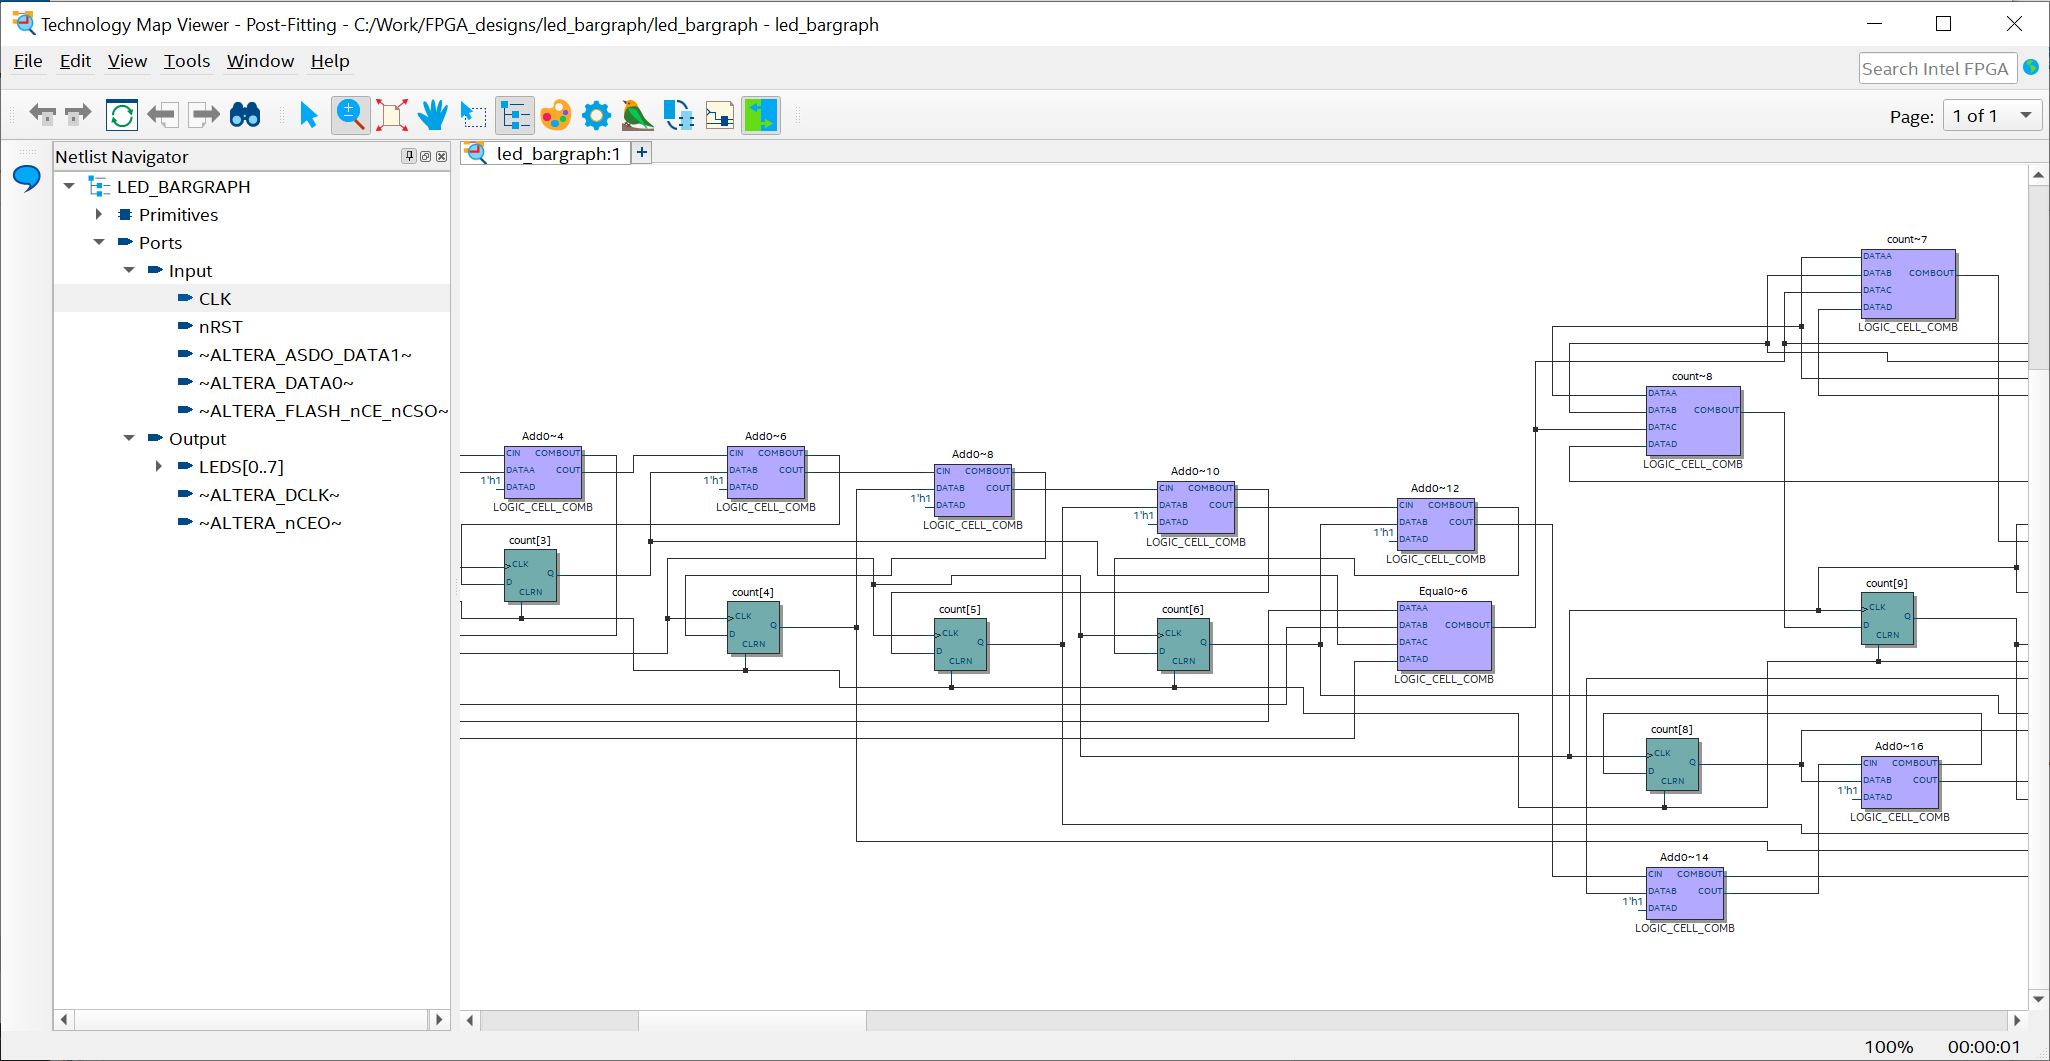 Technology Map Viewer - Post-Fitting - C:/Work/FPGA_designs/led_bargraph/led_bargraph - led_bargraph
File Edit View Tools Window Help
Search Intel FPGA
Page: 1 of 1
Netlist Navigator
led_bargraph:1 +
LED_BARGRAPH
Primitives
Ports
Input
CLK
nRST
~ALTERA_ASDO_DATA1~
~ALTERA_DATA0~
~ALTERA_FLASH_nCE_nCSO~
Output
LEDS[0..7]
~ALTERA_DCLK~
~ALTERA_nCEO~
Add0~4
CIN COMBOUT
DATAA COUT
1'h1 DATAD
LOGIC_CELL_COMB
count[3]
CLK
Q
D
CLRN
Add0~6
CIN COMBOUT
DATAB COUT
1'h1 DATAD
LOGIC_CELL_COMB
count[4]
CLK
Q
D
CLRN
Add0~8
CIN COMBOUT
DATAB COUT
1'h1 DATAD
LOGIC_CELL_COMB
count[5]
CLK
Q
D
CLRN
Add0~10
CIN COMBOUT
DATAB COUT
1'h1 DATAD
LOGIC_CELL_COMB
count[6]
CLK
Q
D
CLRN
Add0~12
CIN COMBOUT
DATAB COUT
1'h1 DATAD
LOGIC_CELL_COMB
Equal0~6
DATAA
DATAB COMBOUT
DATAC
DATAD
LOGIC_CELL_COMB
count~8
DATAA
DATAB COMBOUT
DATAC
DATAD
LOGIC_CELL_COMB
count[8]
CLK
Q
D
CLRN
Add0~14
CIN COMBOUT
DATAB COUT
1'h1 DATAD
LOGIC_CELL_COMB
count~7
DATAA
DATAB COMBOUT
DATAC
DATAD
LOGIC_CELL_COMB
count[9]
CLK
Q
D
CLRN
Add0~16
CIN COMBOUT
DATAB COUT
1'h1 DATAD
LOGIC_CELL_COMB
100% 00:00:01